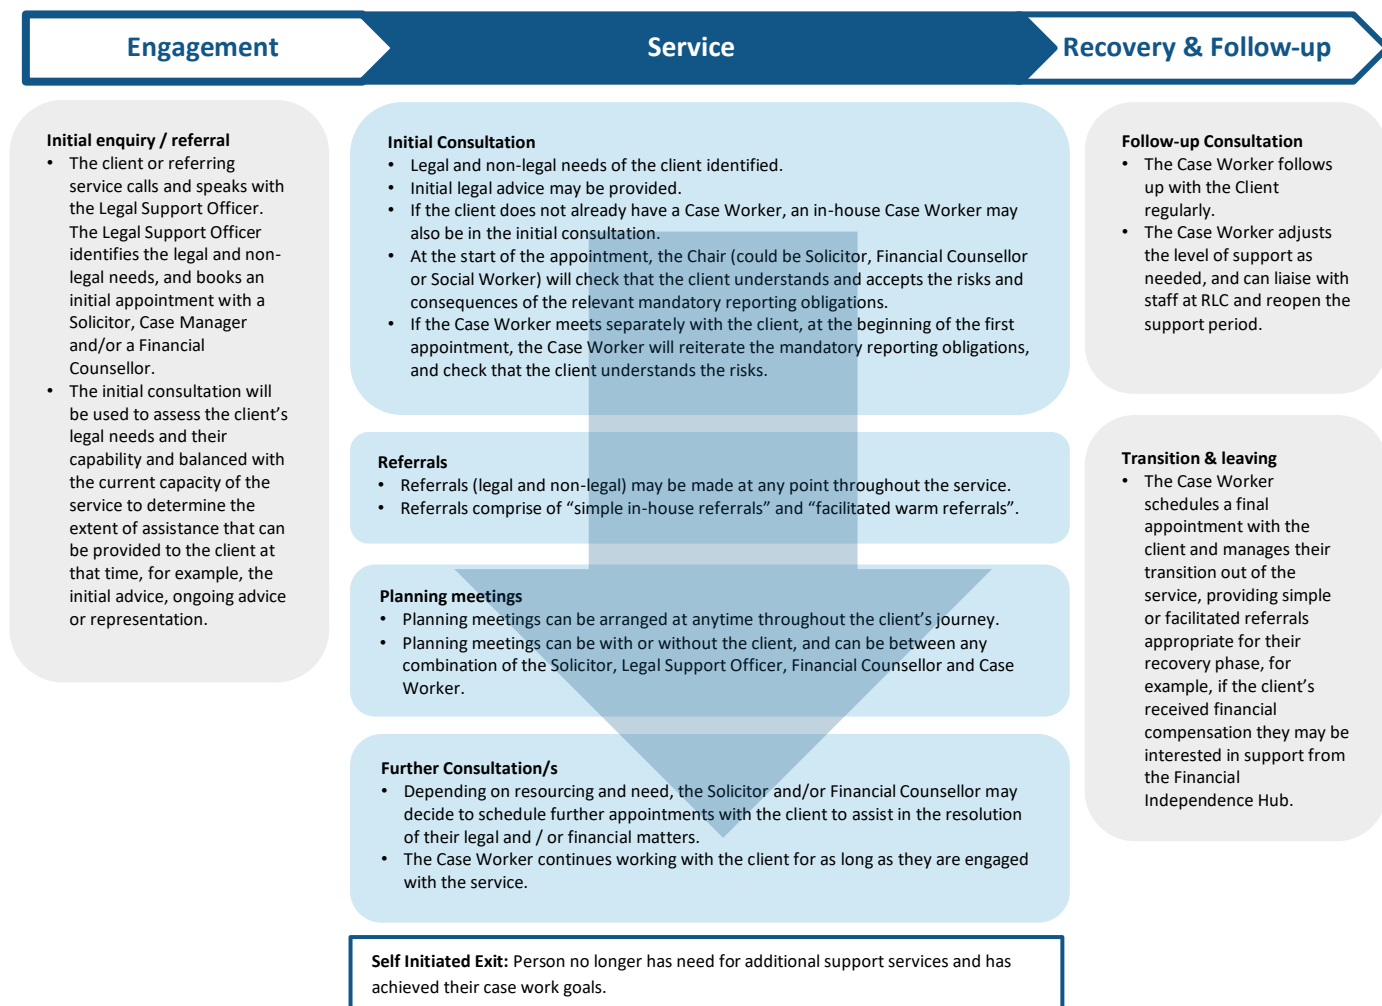 Engagement
Service
Recovery & Follow-up
Initial enquiry / referral
• The client or referring
service calls and speaks with
the Legal Support Officer.
The Legal Support Officer
identifies the legal and non-
legal needs, and books an
initial appointment with a
Solicitor, Case Manager
and/or a Financial
Counsellor.
• The initial consultation will
be used to assess the client’s
legal needs and their
capability and balanced with
the current capacity of the
service to determine the
extent of assistance that can
be provided to the client at
that time, for example, the
initial advice, ongoing advice
or representation.
Initial Consultation
• Legal and non-legal needs of the client identified.
• Initial legal advice may be provided.
• If the client does not already have a Case Worker, an in-house Case Worker may
also be in the initial consultation.
• At the start of the appointment, the Chair (could be Solicitor, Financial Counsellor
or Social Worker) will check that the client understands and accepts the risks and
consequences of the relevant mandatory reporting obligations.
• If the Case Worker meets separately with the client, at the beginning of the first
appointment, the Case Worker will reiterate the mandatory reporting obligations,
and check that the client understands the risks.
Referrals
• Referrals (legal and non-legal) may be made at any point throughout the service.
• Referrals comprise of “simple in-house referrals” and “facilitated warm referrals”.
Planning meetings
• Planning meetings can be arranged at anytime throughout the client’s journey.
• Planning meetings can be with or without the client, and can be between any
combination of the Solicitor, Legal Support Officer, Financial Counsellor and Case
Worker.
Further Consultation/s
• Depending on resourcing and need, the Solicitor and/or Financial Counsellor may
decide to schedule further appointments with the client to assist in the resolution
of their legal and / or financial matters.
• The Case Worker continues working with the client for as long as they are engaged
with the service.
Self Initiated Exit: Person no longer has need for additional support services and has
achieved their case work goals.
Follow-up Consultation
• The Case Worker follows
up with the Client
regularly.
• The Case Worker adjusts
the level of support as
needed, and can liaise with
staff at RLC and reopen the
support period.
Transition & leaving
• The Case Worker
schedules a final
appointment with the
client and manages their
transition out of the
service, providing simple
or facilitated referrals
appropriate for their
recovery phase, for
example, if the client’s
received financial
compensation they may be
interested in support from
the Financial
Independence Hub.